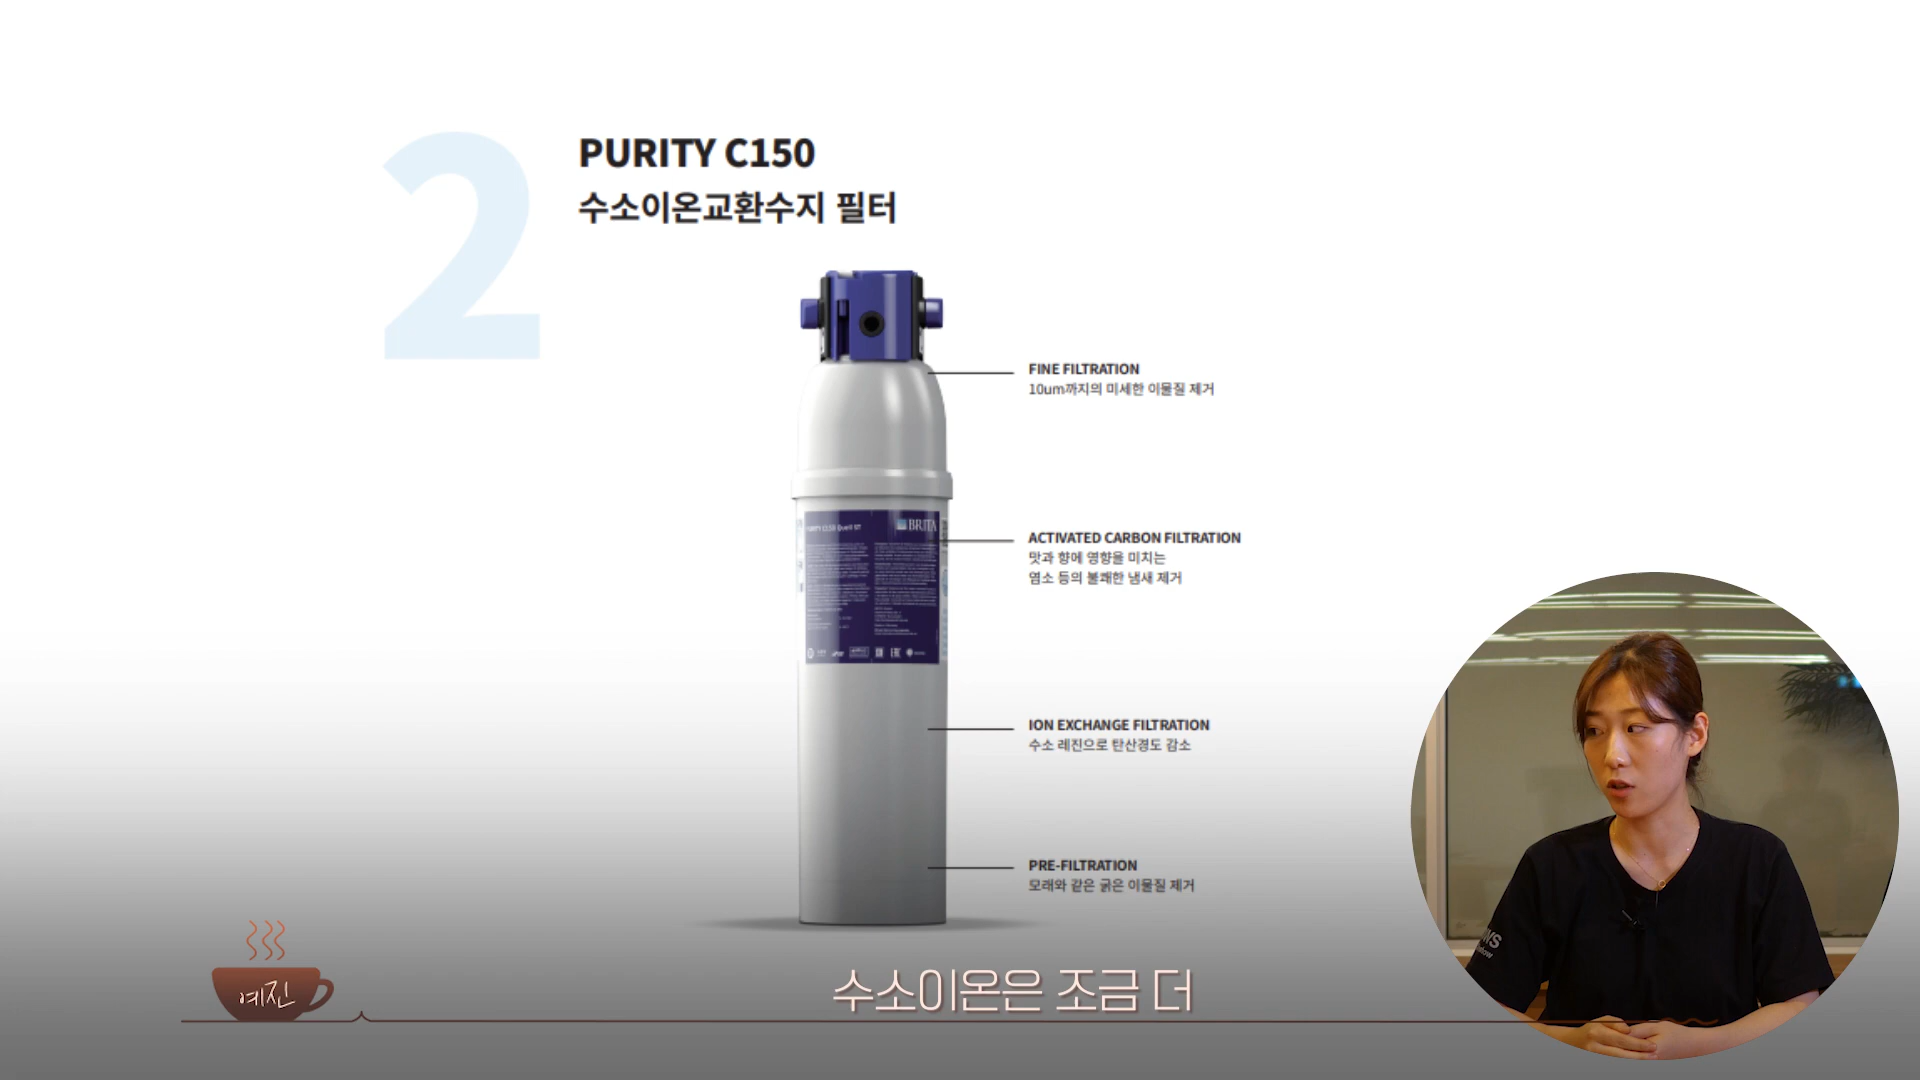 2
PURITY C150
수소이온교환수지 필터
FINE FILTRATION
10um까지의 미세한 이물질 제거
PURITY C150 Quell ST
BRITA
ACTIVATED CARBON FILTRATION
맛과 향에 영향을 미치는
염소 등의 불쾌한 냄새 제거
ION EXCHANGE FILTRATION
수소 레진으로 탄산경도 감소
PRE-FILTRATION
모래와 같은 굵은 이물질 제거
예진
수소이온은 조금 더